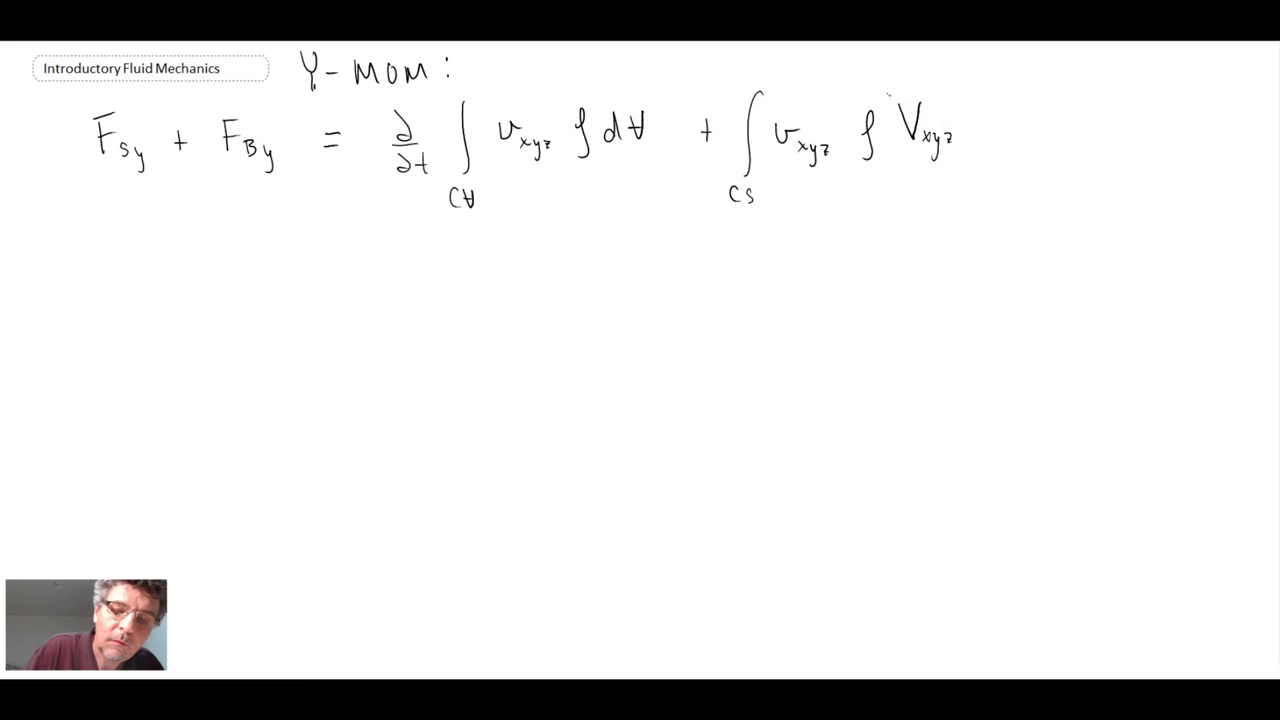 Introductory Fluid Mechanics
Y-MOM:
F_Sy + F_By = ∂/∂t ∫_C∀ v_xyz ρ d∀ + ∫_CS v_xyz ρ V_xyz